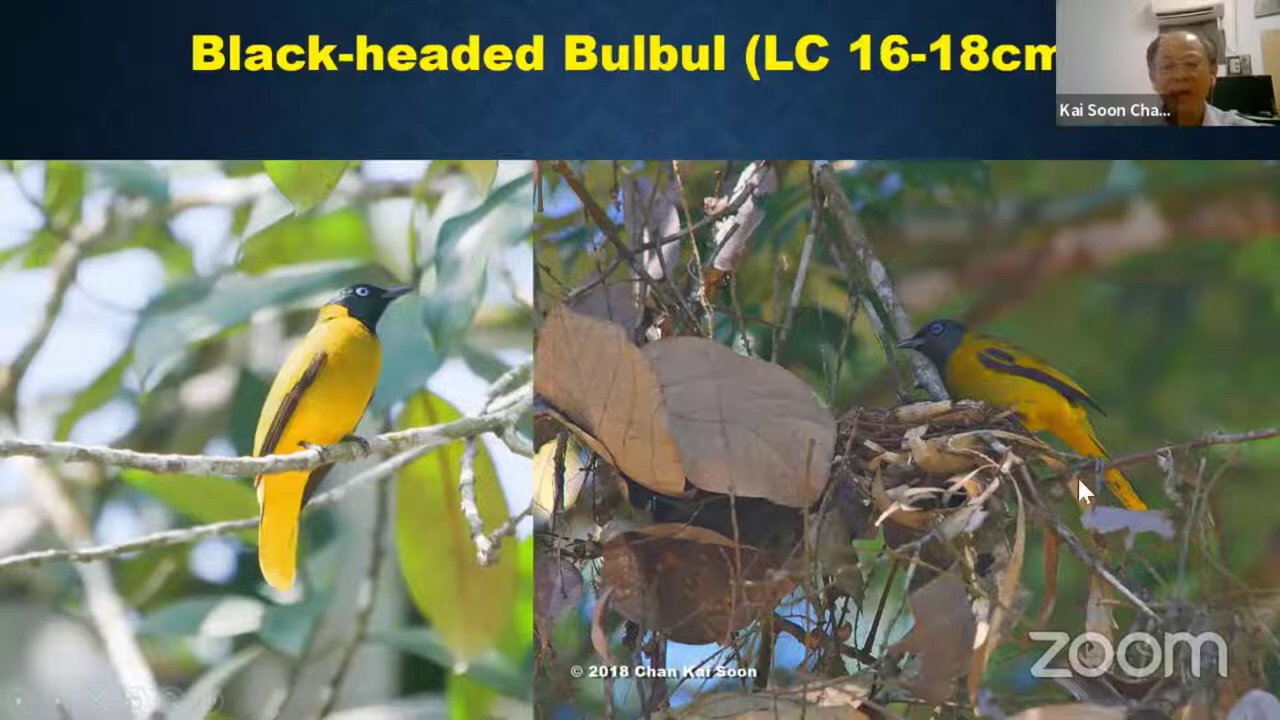 Black-headed Bulbul (LC 16-18cm
Kai Soon Cha...
© 2018 Chan Kai Soon
zoom